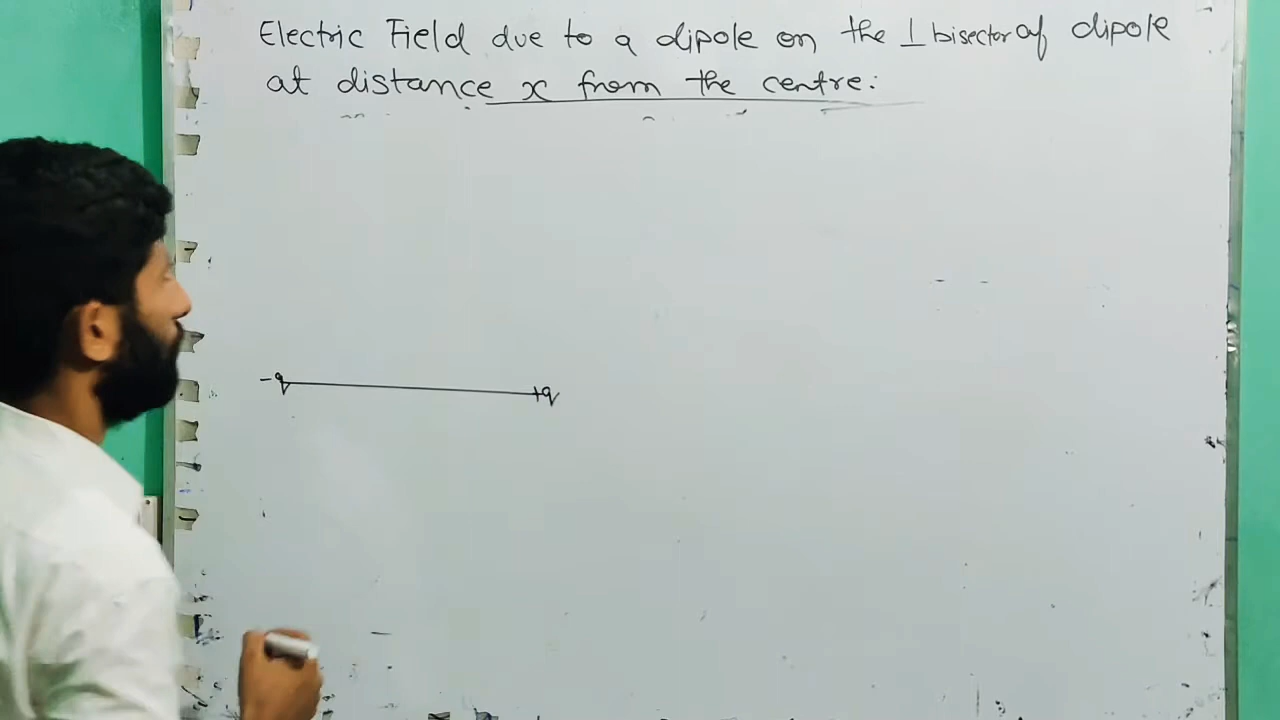 Electric Field due to a dipole on the ⊥ bisector of dipole
at distance x from the centre:
-q +q